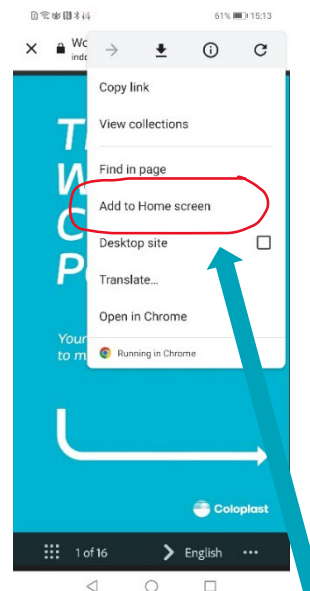 61% 15:13
Wo
inde
Copy link
View collections
Find in page
Add to Home screen
Desktop site
Translate...
Open in Chrome
Running in Chrome
T
W
C
P
Your
to m
Coloplast
1 of 16 English